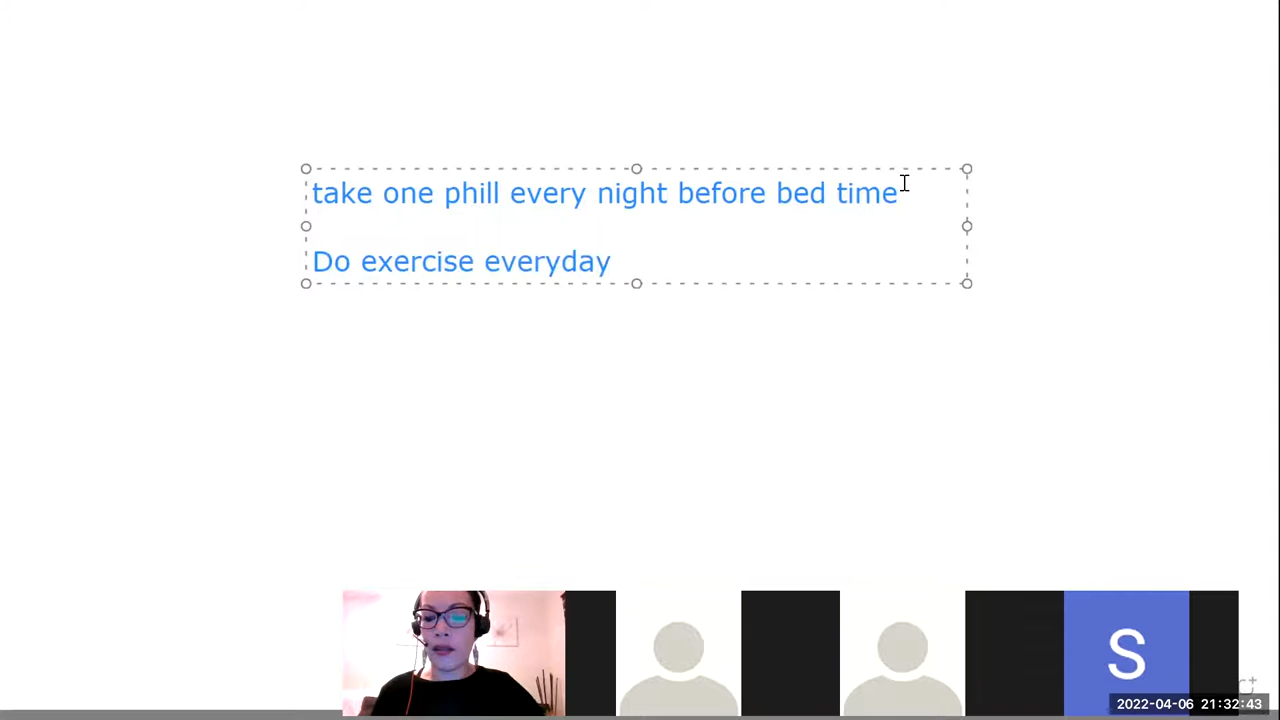 take one phill every night before bed time
Do exercise everyday
S
2022-04-06 21:32:43